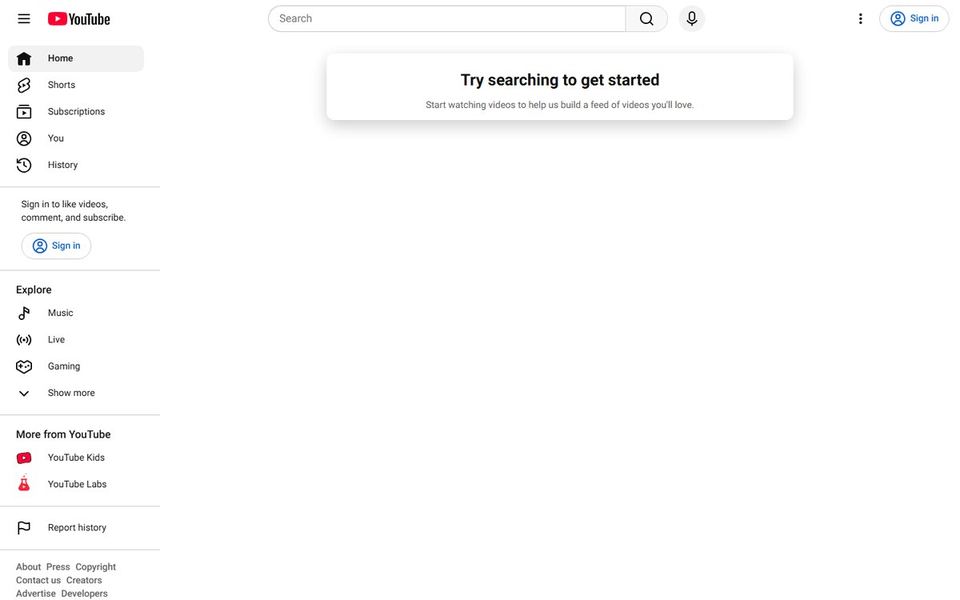 YouTube
Search
Sign in
Home
Shorts
Subscriptions
You
History
Try searching to get started
Start watching videos to help us build a feed of videos you'll love.
Sign in to like videos,
comment, and subscribe.
Sign in
Explore
Music
Live
Gaming
Show more
More from YouTube
YouTube Kids
YouTube Labs
Report history
About Press Copyright
Contact us Creators
Advertise Developers